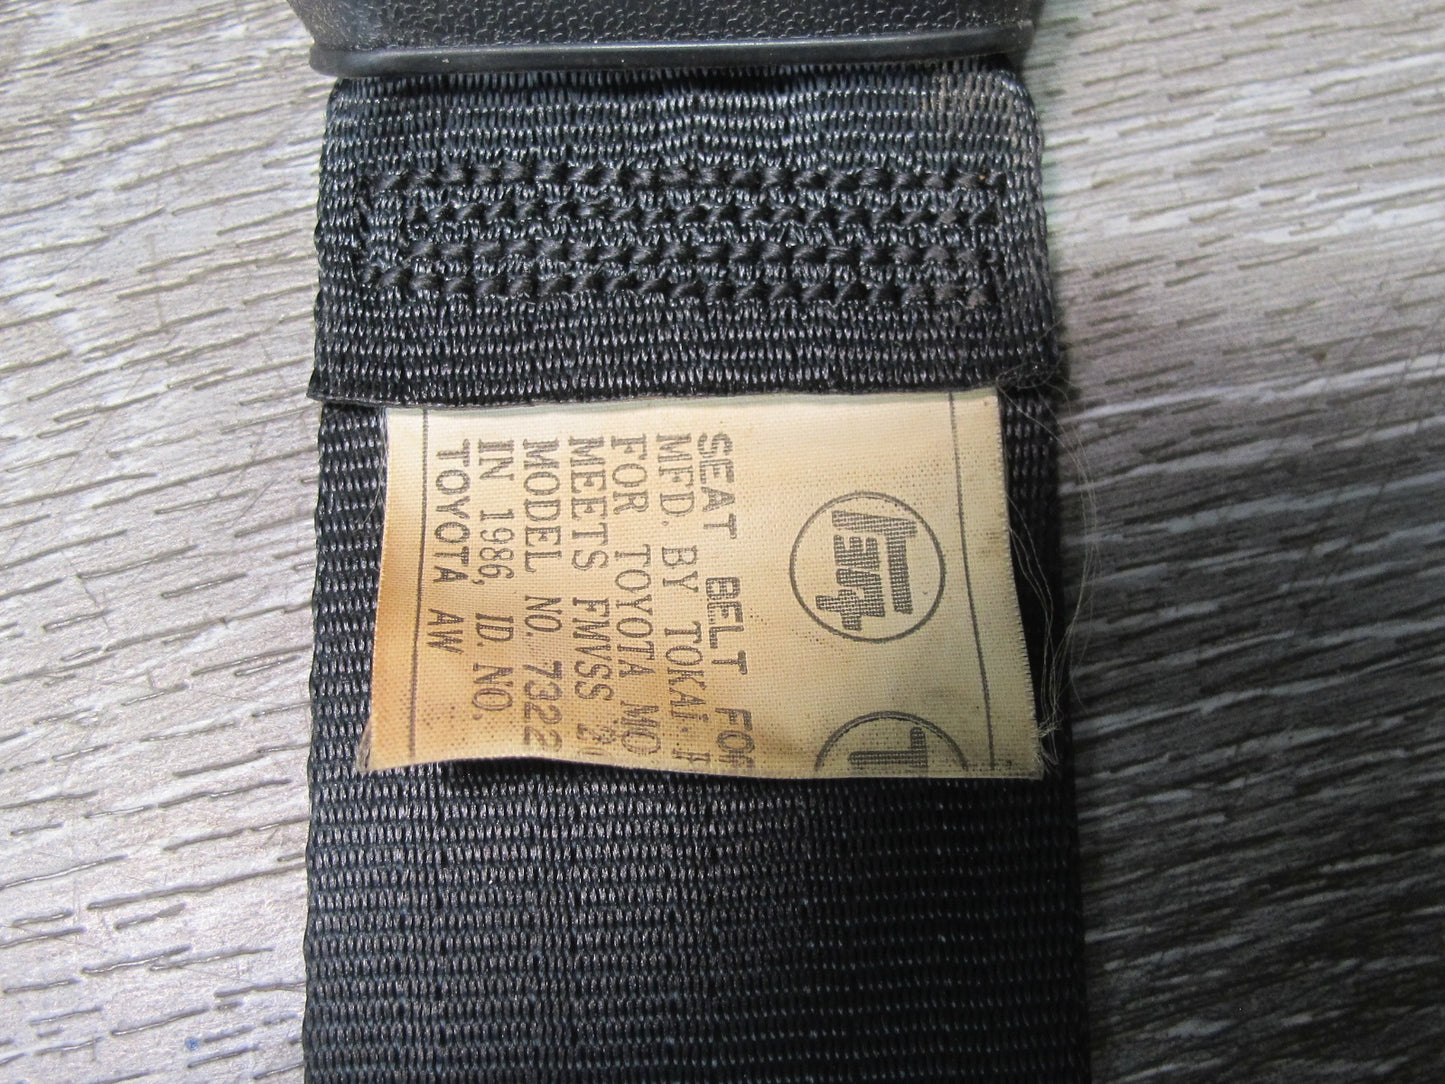 SEAT BELT FOR
MFD. BY TOKAI.
FOR TOYOTA MO
MEETS FMVSS
MODEL NO. 7322
IN 1986, ID. NO.
TOYOTA AW